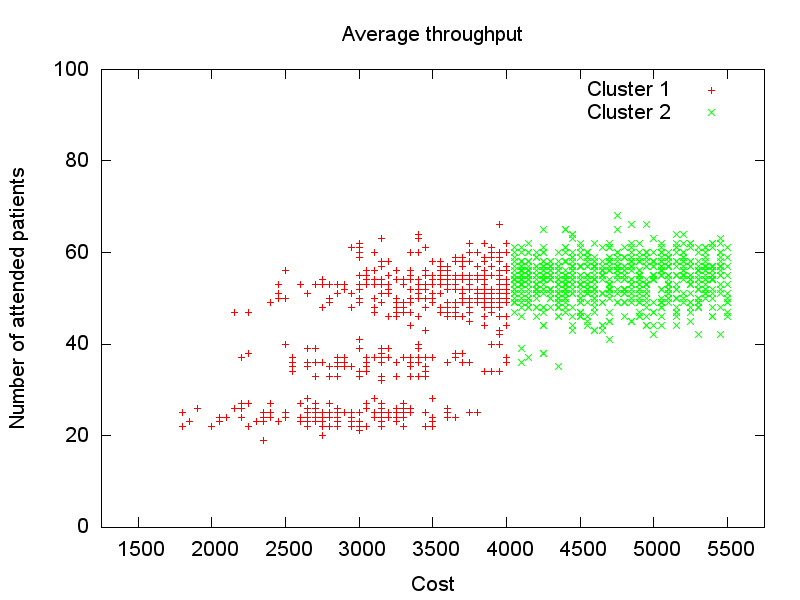 Average throughput
Cluster 1
Cluster 2
100
80
60
40
20
0
Number of attended patients
1500 2000 2500 3000 3500 4000 4500 5000 5500
Cost